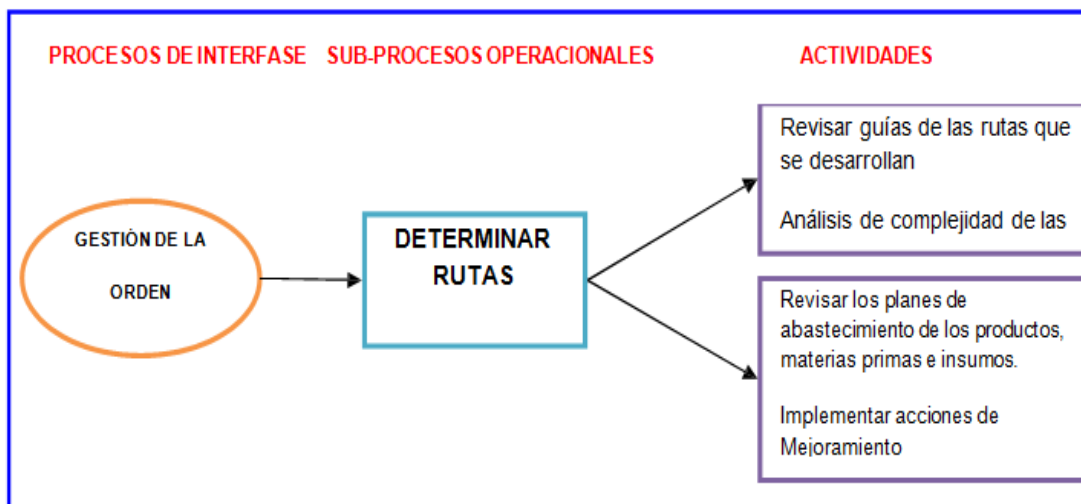 PROCESOS DE INTERFASE
SUB-PROCESOS OPERACIONALES
ACTIVIDADES
GESTIÓN DE LA
ORDEN
DETERMINAR
RUTAS
Revisar guías de las rutas que
se desarrollan
Análisis de complejidad de las
Revisar los planes de
abastecimiento de los productos,
materias primas e insumos.
Implementar acciones de
Mejoramiento